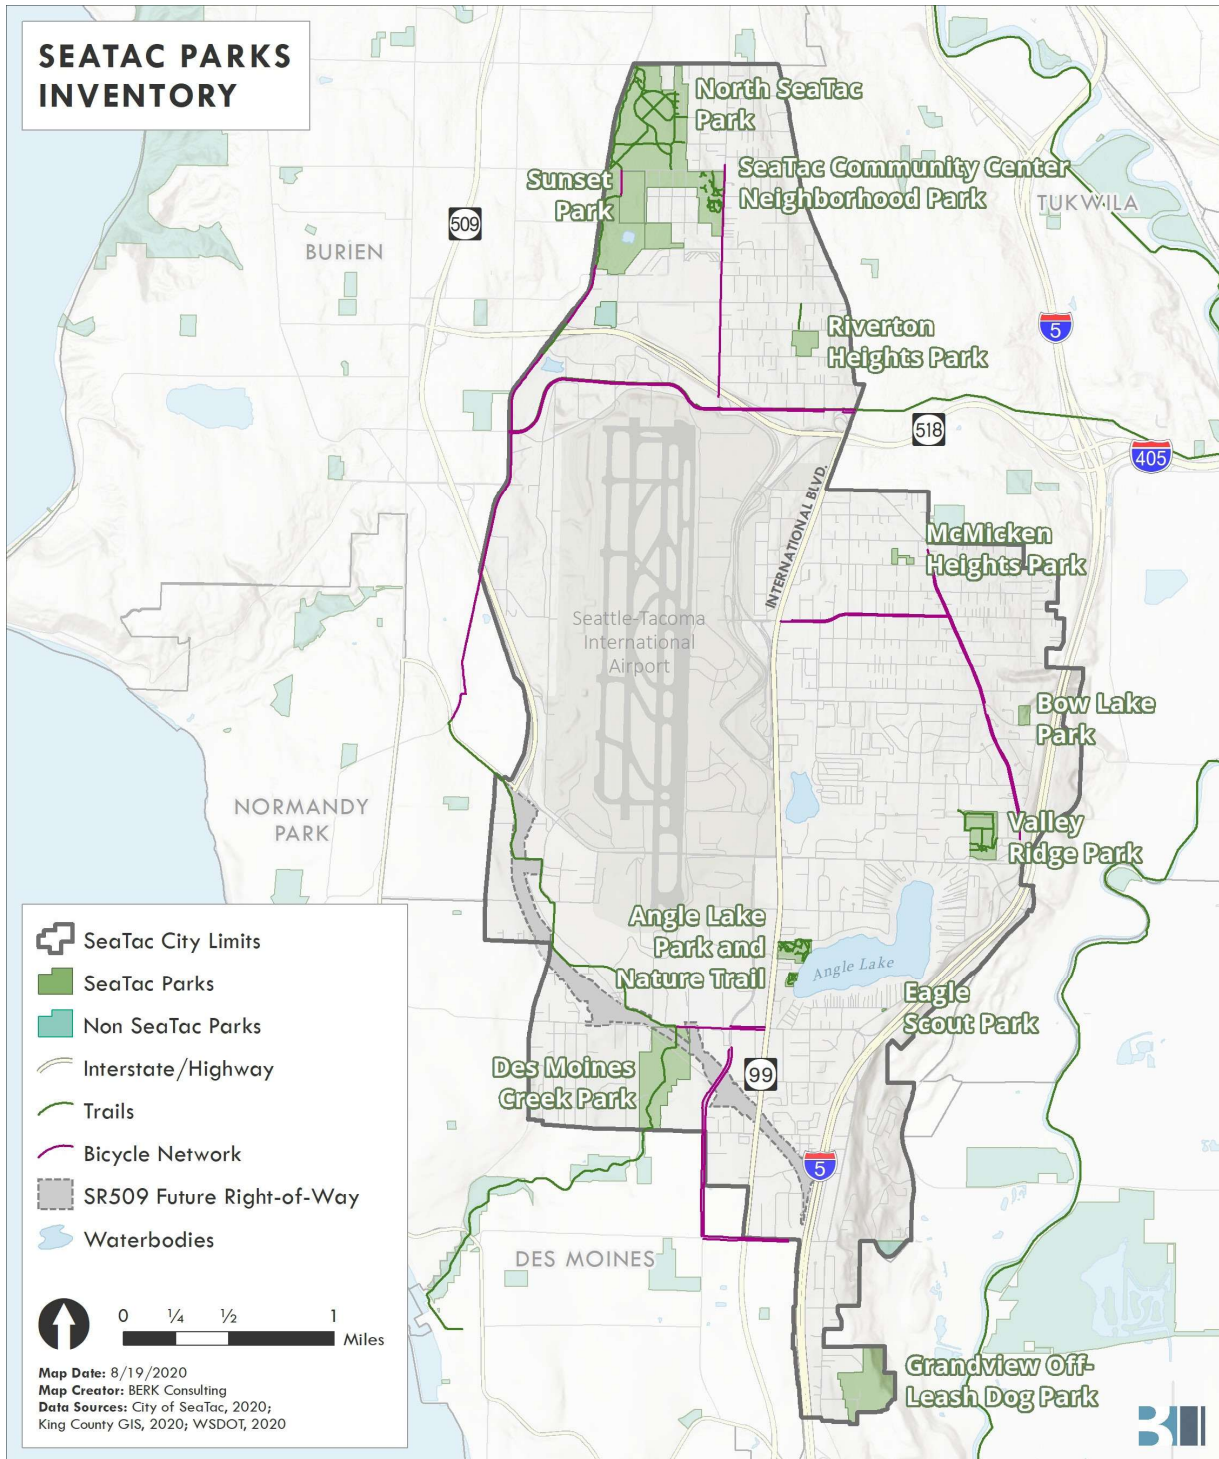 SEATAC PARKS
INVENTORY
North SeaTac
Park
SeaTac Community Center
Neighborhood Park
Sunset
Park
TUKWILA
509
BURIEN
5
Riverton
Heights Park
518
405
INTERNATIONAL BLVD.
McMicken
Heights Park
Seattle-Tacoma
International
Airport
Bow Lake
Park
NORMANDY
PARK
Valley
Ridge Park
Angle Lake
Park and
Nature Trail
Angle Lake
Eagle
Scout Park
Des Moines
Creek Park
99
5
DES MOINES
Grandview Off-
Leash Dog Park
SeaTac City Limits
SeaTac Parks
Non SeaTac Parks
Interstate/Highway
Trails
Bicycle Network
SR509 Future Right-of-Way
Waterbodies
0 ¼ ½ 1
Miles
Map Date: 8/19/2020
Map Creator: BERK Consulting
Data Sources: City of SeaTac, 2020;
King County GIS, 2020; WSDOT, 2020
B